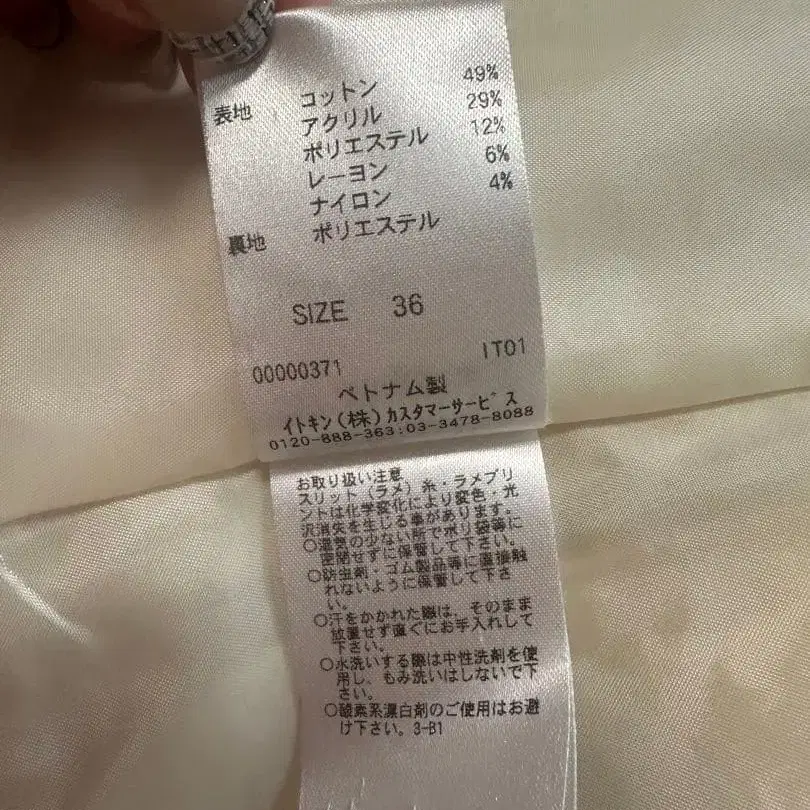 表地 コットン 49%
アクリル 29%
ポリエステル 12%
レーヨン 6%
ナイロン 4%
裏地 ポリエステル
SIZE 36
00000371 IT01
ベトナム製
イトキン(株)カスタマーサービス
0120-888-363:03-3478-8088
お取り扱い注意
スリット(ラメ)糸・ラメプリ
ントは化学変化により変色・光
沢消失を生じる事があります。
○湿気の少ない所でポリ袋等に
密閉せずに保管して下さい。
○防虫剤・ゴム製品等に直接触
れないように保管して下さ
い。
○汗をかかれた際は、そのまま
放置せず直ぐにお手入れして
下さい。
○水洗いする際は中性洗剤を使
用し、もみ洗いはしないで下
さい。
○酸素系漂白剤のご使用はお避
け下さい。3-B1